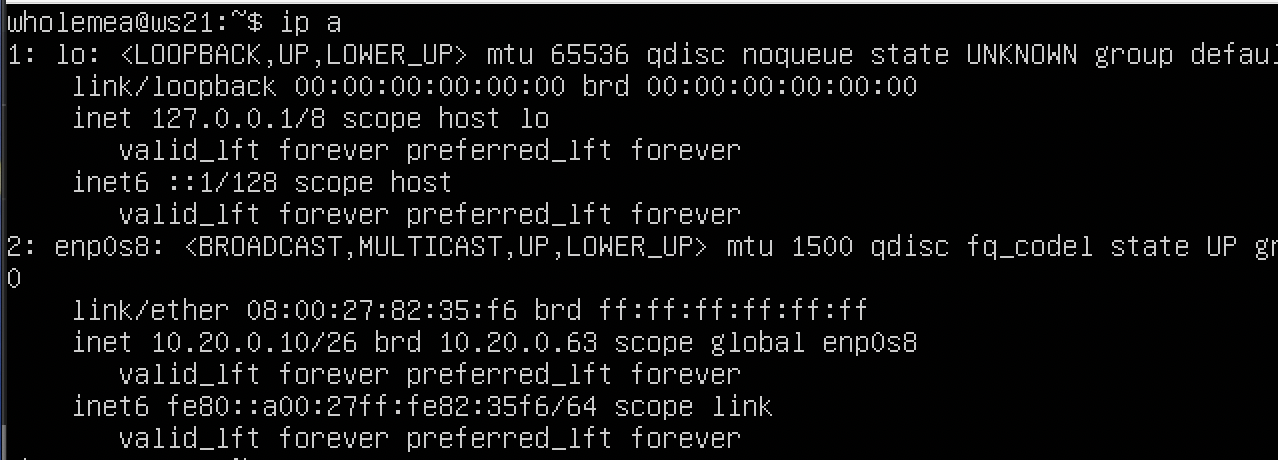 wholemea@ws21:~$ ip a
1: lo: <LOOPBACK,UP,LOWER_UP> mtu 65536 qdisc noqueue state UNKNOWN group defaul
link/loopback 00:00:00:00:00:00 brd 00:00:00:00:00:00
inet 127.0.0.1/8 scope host lo
valid_lft forever preferred_lft forever
inet6 ::1/128 scope host
valid_lft forever preferred_lft forever
2: enp0s8: <BROADCAST,MULTICAST,UP,LOWER_UP> mtu 1500 qdisc fq_codel state UP gr
0
link/ether 08:00:27:82:35:f6 brd ff:ff:ff:ff:ff:ff
inet 10.20.0.10/26 brd 10.20.0.63 scope global enp0s8
valid_lft forever preferred_lft forever
inet6 fe80::a00:27ff:fe82:35f6/64 scope link
valid_lft forever preferred_lft forever